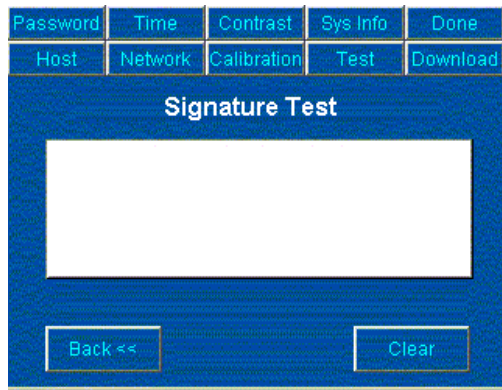 Password Time Contrast Sys Info Done
Host Network Calibration Test Download
Signature Test
Back << Clear